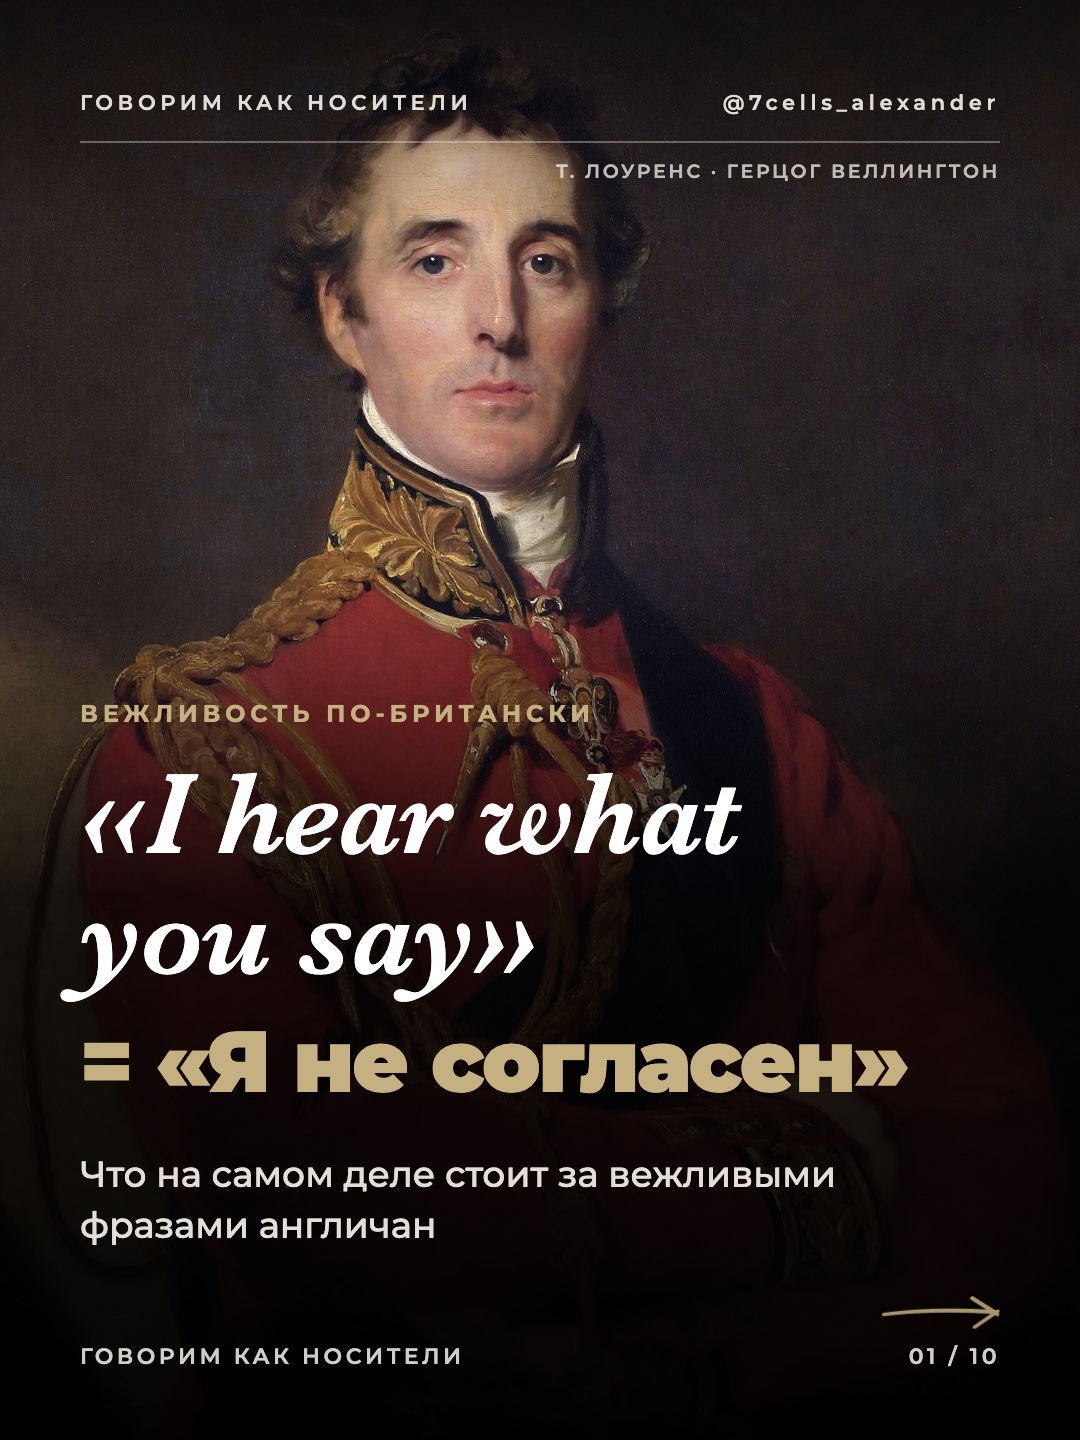 ГОВОРИМ КАК НОСИТЕЛИ
@7cells_alexander
Т. ЛОУРЕНС · ГЕРЦОГ ВЕЛЛИНГТОН
ВЕЖЛИВОСТЬ ПО-БРИТАНСКИ
«I hear what
you say»
= «Я не согласен»
Что на самом деле стоит за вежливыми
фразами англичан
ГОВОРИМ КАК НОСИТЕЛИ
01 / 10